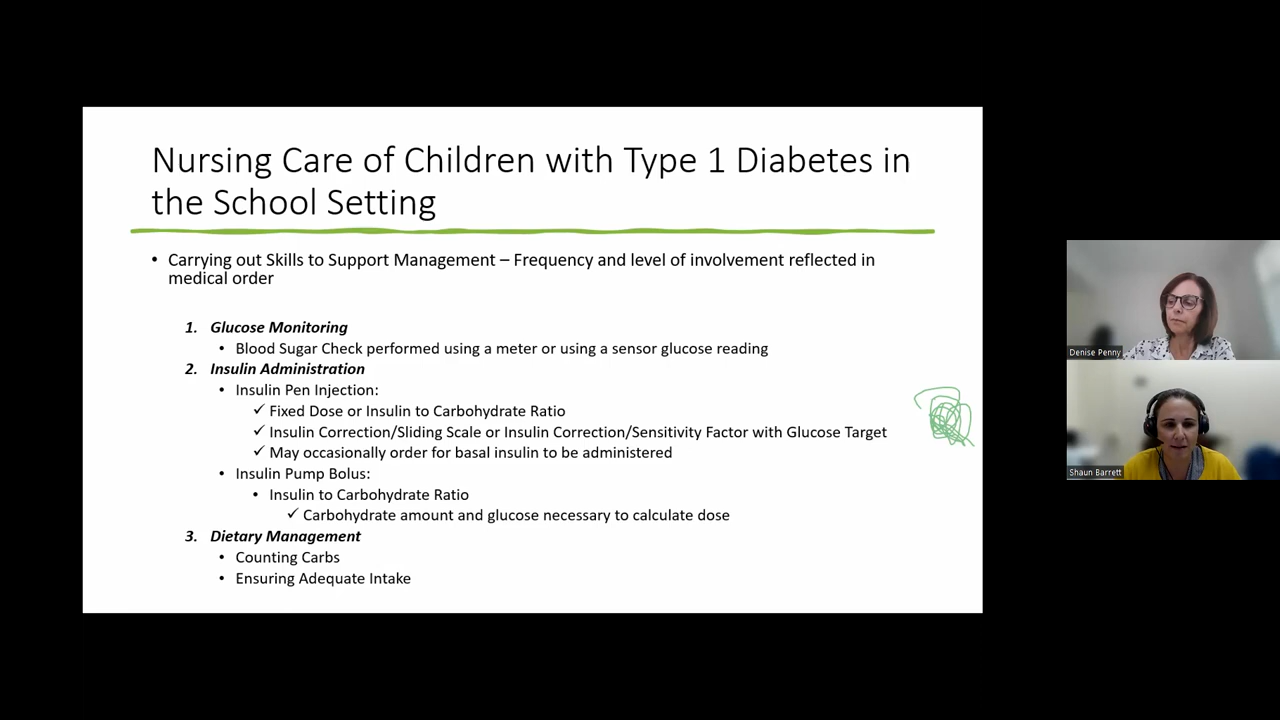 Nursing Care of Children with Type 1 Diabetes in
the School Setting
• Carrying out Skills to Support Management – Frequency and level of involvement reflected in
medical order
1. Glucose Monitoring
• Blood Sugar Check performed using a meter or using a sensor glucose reading
2. Insulin Administration
• Insulin Pen Injection:
✓ Fixed Dose or Insulin to Carbohydrate Ratio
✓ Insulin Correction/Sliding Scale or Insulin Correction/Sensitivity Factor with Glucose Target
✓ May occasionally order for basal insulin to be administered
• Insulin Pump Bolus:
• Insulin to Carbohydrate Ratio
✓ Carbohydrate amount and glucose necessary to calculate dose
3. Dietary Management
• Counting Carbs
• Ensuring Adequate Intake
Denise Penny
Shaun Barrett